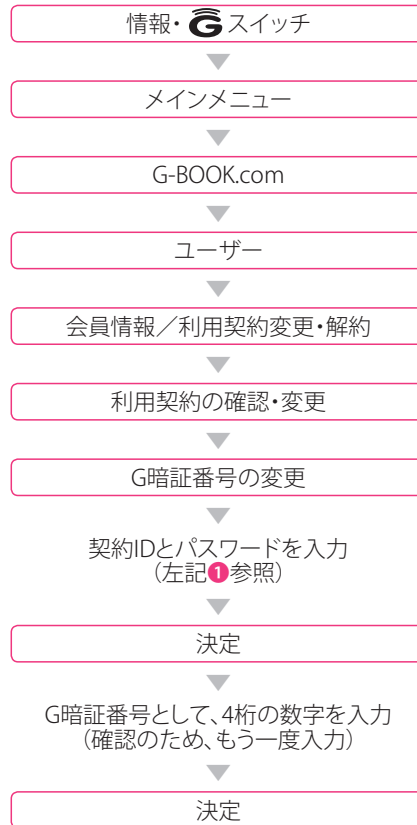 情報・Gスイッチ
メインメニュー
G-BOOK.com
ユーザー
会員情報／利用契約変更・解約
利用契約の確認・変更
G暗証番号の変更
契約IDとパスワードを入力
（左記❶参照）
決定
G暗証番号として、4桁の数字を入力
（確認のため、もう一度入力）
決定